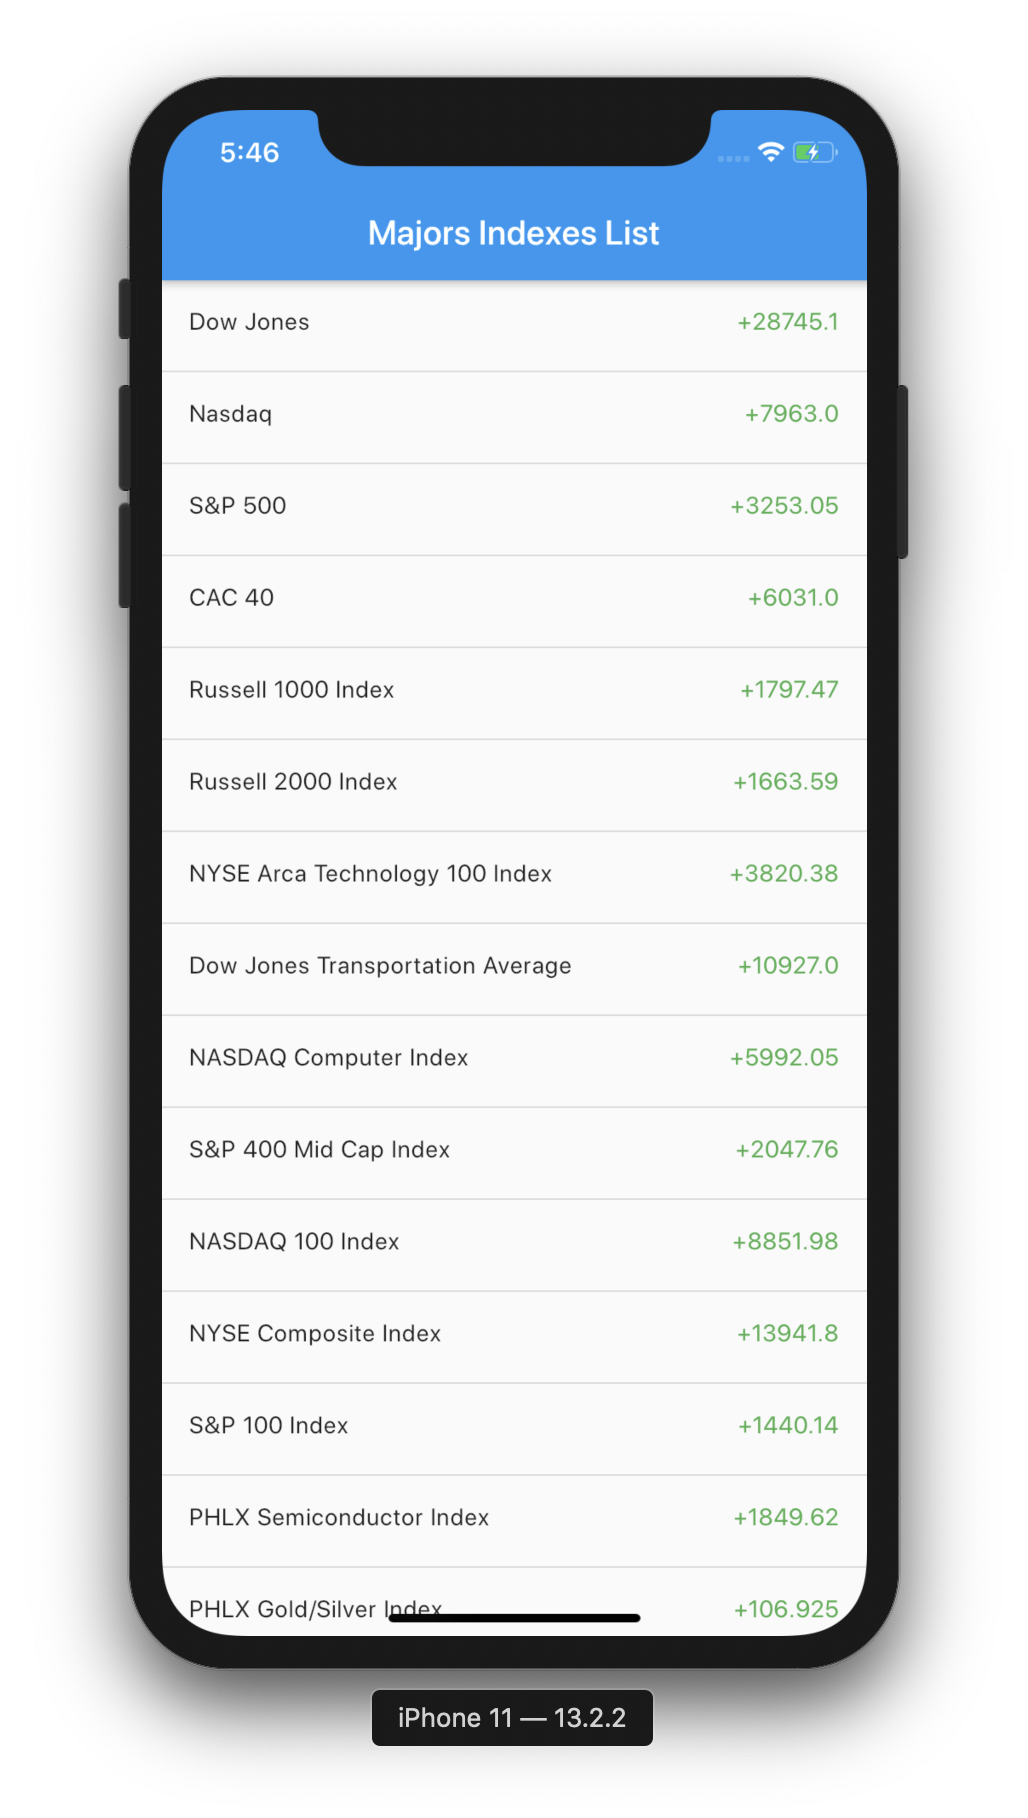 5:46
Majors Indexes List
Dow Jones +28745.1
Nasdaq +7963.0
S&P 500 +3253.05
CAC 40 +6031.0
Russell 1000 Index +1797.47
Russell 2000 Index +1663.59
NYSE Arca Technology 100 Index +3820.38
Dow Jones Transportation Average +10927.0
NASDAQ Computer Index +5992.05
S&P 400 Mid Cap Index +2047.76
NASDAQ 100 Index +8851.98
NYSE Composite Index +13941.8
S&P 100 Index +1440.14
PHLX Semiconductor Index +1849.62
PHLX Gold/Silver Index +106.925
iPhone 11 — 13.2.2